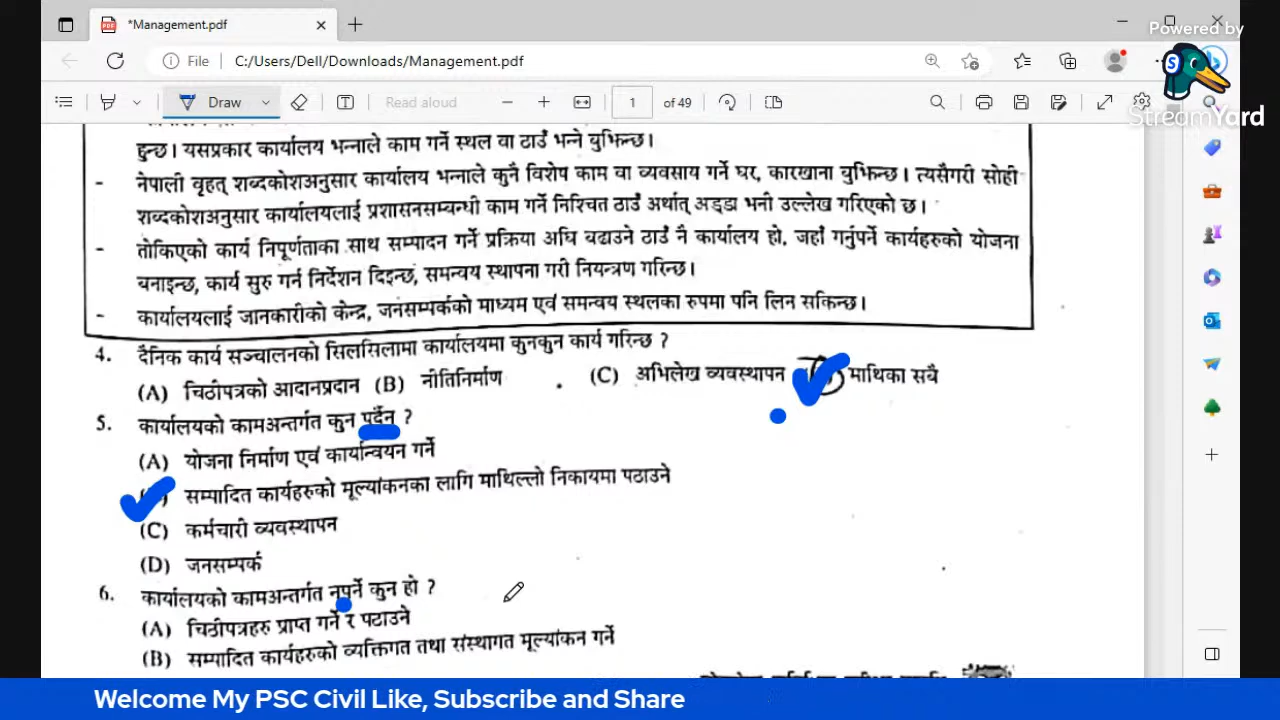 *Management.pdf
Powered by
File
C:/Users/Dell/Downloads/Management.pdf
Draw
Read aloud
1
of 49
StreamYard
हुन्छ। यसप्रकार कार्यालय भन्नाले काम गर्ने स्थल वा ठाउँ भन्ने बुझिन्छ।
- नेपाली बृहत् शब्दकोशअनुसार कार्यालय भन्नाले कुनै विशेष काम वा व्यवसाय गर्ने घर, कारखाना बुझिन्छ। त्यसैगरी सोही
शब्दकोशअनुसार कार्यालयलाई प्रशासनसम्बन्धी काम गर्ने निश्चित ठाउँ अर्थात् अड्डा भनी उल्लेख गरिएको छ।
- तोकिएको कार्य निपूर्णताका साथ सम्पादन गर्ने प्रक्रिया अघि बढाउने ठाउँ नै कार्यालय हो, जहाँ गर्नुपर्ने कार्यहरुको योजना
बनाइन्छ, कार्य सुरु गर्न निर्देशन दिइन्छ, समन्वय स्थापना गरी नियन्त्रण गरिन्छ।
- कार्यालयलाई जानकारीको केन्द्र, जनसम्पर्कको माध्यम एवं समन्वय स्थलका रुपमा पनि लिन सकिन्छ।
4. दैनिक कार्य सञ्चालनको सिलसिलामा कार्यालयमा कुनकुन कार्य गरिन्छ ?
(A) चिठीपत्रको आदानप्रदान (B) नीतिनिर्माण (C) अभिलेख व्यवस्थापन माथिका सबै
5. कार्यालयको कामअन्तर्गत कुन पर्दैन ?
(A) योजना निर्माण एवं कार्यान्वयन गर्ने
सम्पादित कार्यहरुको मूल्यांकनका लागि माथिल्लो निकायमा पठाउने
(C) कर्मचारी व्यवस्थापन
(D) जनसम्पर्क
6. कार्यालयको कामअन्तर्गत नपर्ने कुन हो ?
(A) चिठीपत्रहरु प्राप्त गर्ने र पठाउने
(B) सम्पादित कार्यहरुको व्यक्तिगत तथा संस्थागत मूल्यांकन गर्ने
Welcome My PSC Civil Like, Subscribe and Share